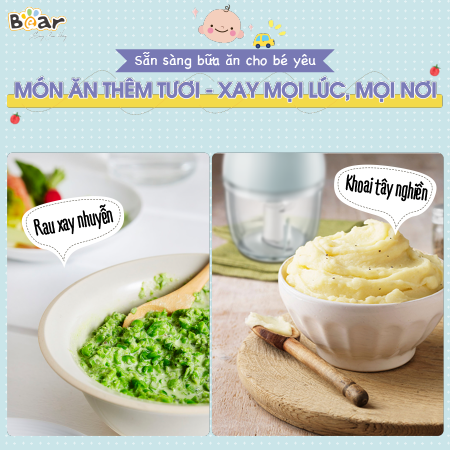 Bear
Sẵn sàng bữa ăn cho bé yêu
MÓN ĂN THÊM TƯƠI - XAY MỌI LÚC, MỌI NƠI
Rau xay nhuyễn
Khoai tây nghiền